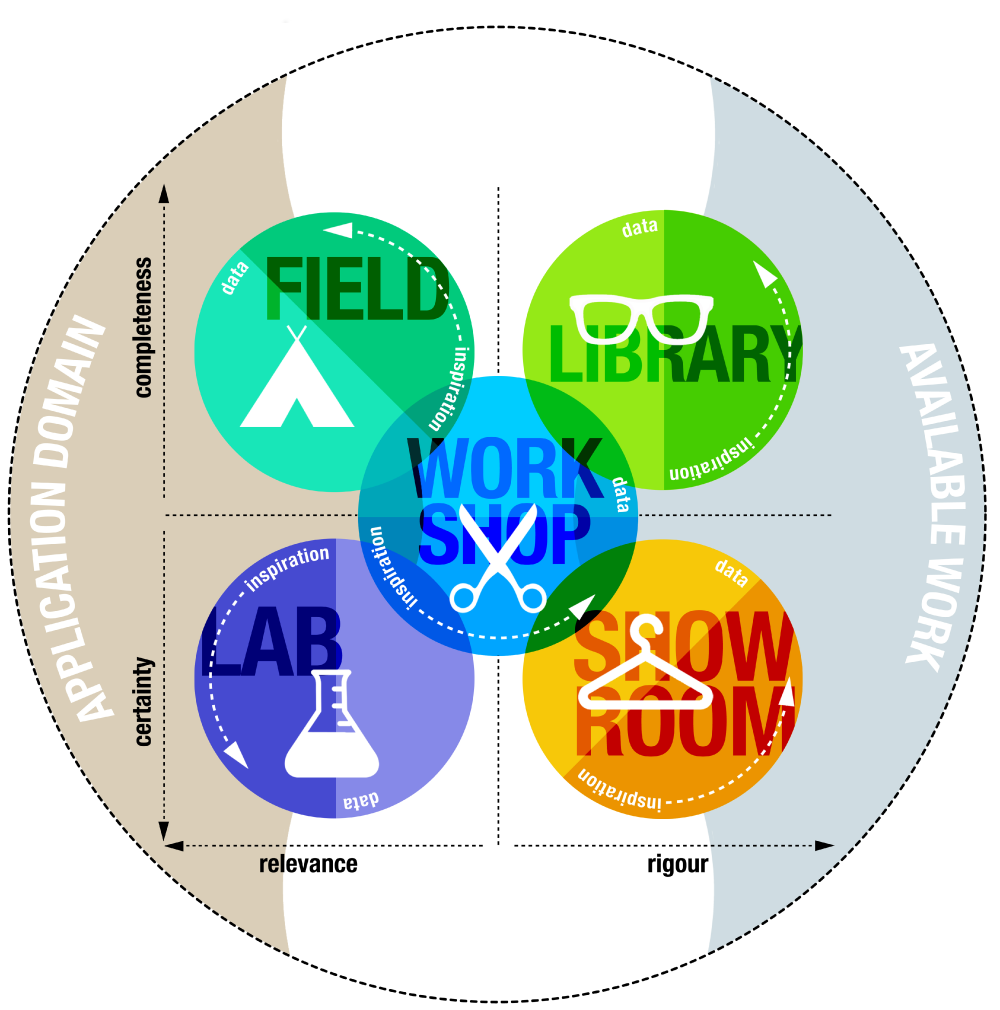 APPLICATION DOMAIN
AVAILABLE WORK
completeness
certainty
relevance
rigour
data
FIELD
inspiration
data
LIBRARY
inspiration
WORK
SHOP
data
inspiration
inspiration
LAB
data
data
SHOW
ROOM
inspiration